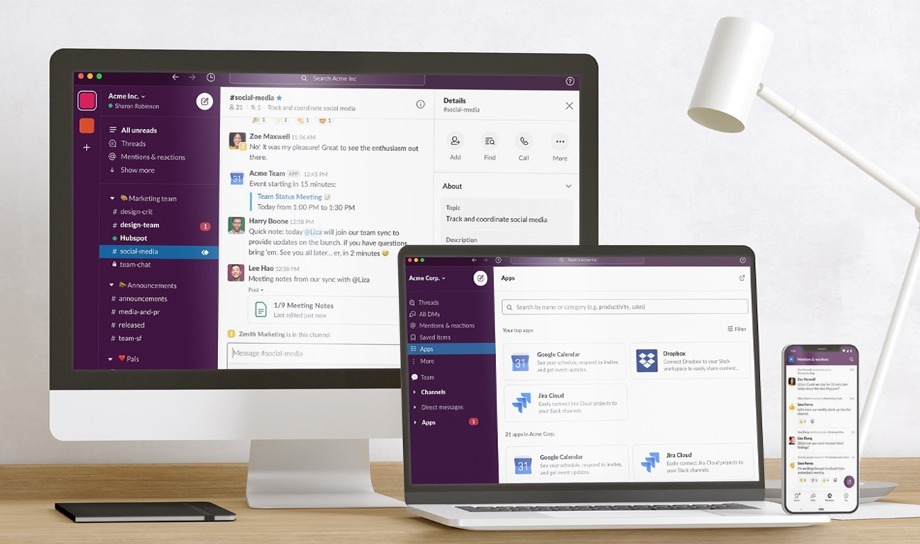 Search Acme Inc
Acme Inc.
Sharon Robinson
All unreads
Threads
Mentions & reactions
Show more
Marketing team
# design-crit
# design-team 1
Hubspot
# social-media
team-chat
Announcements
# announcements
# media-and-pr
# released
# team-sf
Pals
#social-media
21 1 Track and coordinate social media
Zoe Maxwell 11:56 AM
No! It was my pleasure! Great to see the enthusiasm out
there.
Acme Team APP 12:45 PM
31
Event starting in 15 minutes:
Team Status Meeting
Today from 1:00 PM to 1:30 PM
Harry Boone 12:58 PM
Quick note: today @Liza will join our team sync to
provide updates on the launch. if you have questions,
bring 'em. See you all later... er, in 2 minutes
Lee Hao 12:58 PM
Meeting notes from our sync with @Liza
Post
1/9 Meeting Notes
Last edited just now
Zenith Marketing is in this channel
Message #social-media
Details
#social-media
Add
Find
Call
More
About
Topic
Track and coordinate social media
Description
Acme Corp.
Threads
All DMs
Mentions & reactions
Saved items
Apps
More
Team
Channels
Direct messages
Apps 1
Apps
Search by name or category (e.g. productivity, sales)
Your top apps
Filter
31
Google Calendar
See your schedule, respond to invites,
and get event updates.
Dropbox
Connect Dropbox to your Slack
workspace to easily share content...
Jira Cloud
Easily connect Jira Cloud projects to
your Slack channels.
21 apps in Acme Corp.
31
Google Calendar
See your schedule, respond to invites,
and get event updates.
Jira Cloud
Easily connect Jira Cloud projects to
your Slack channels.
Mentions & reactions